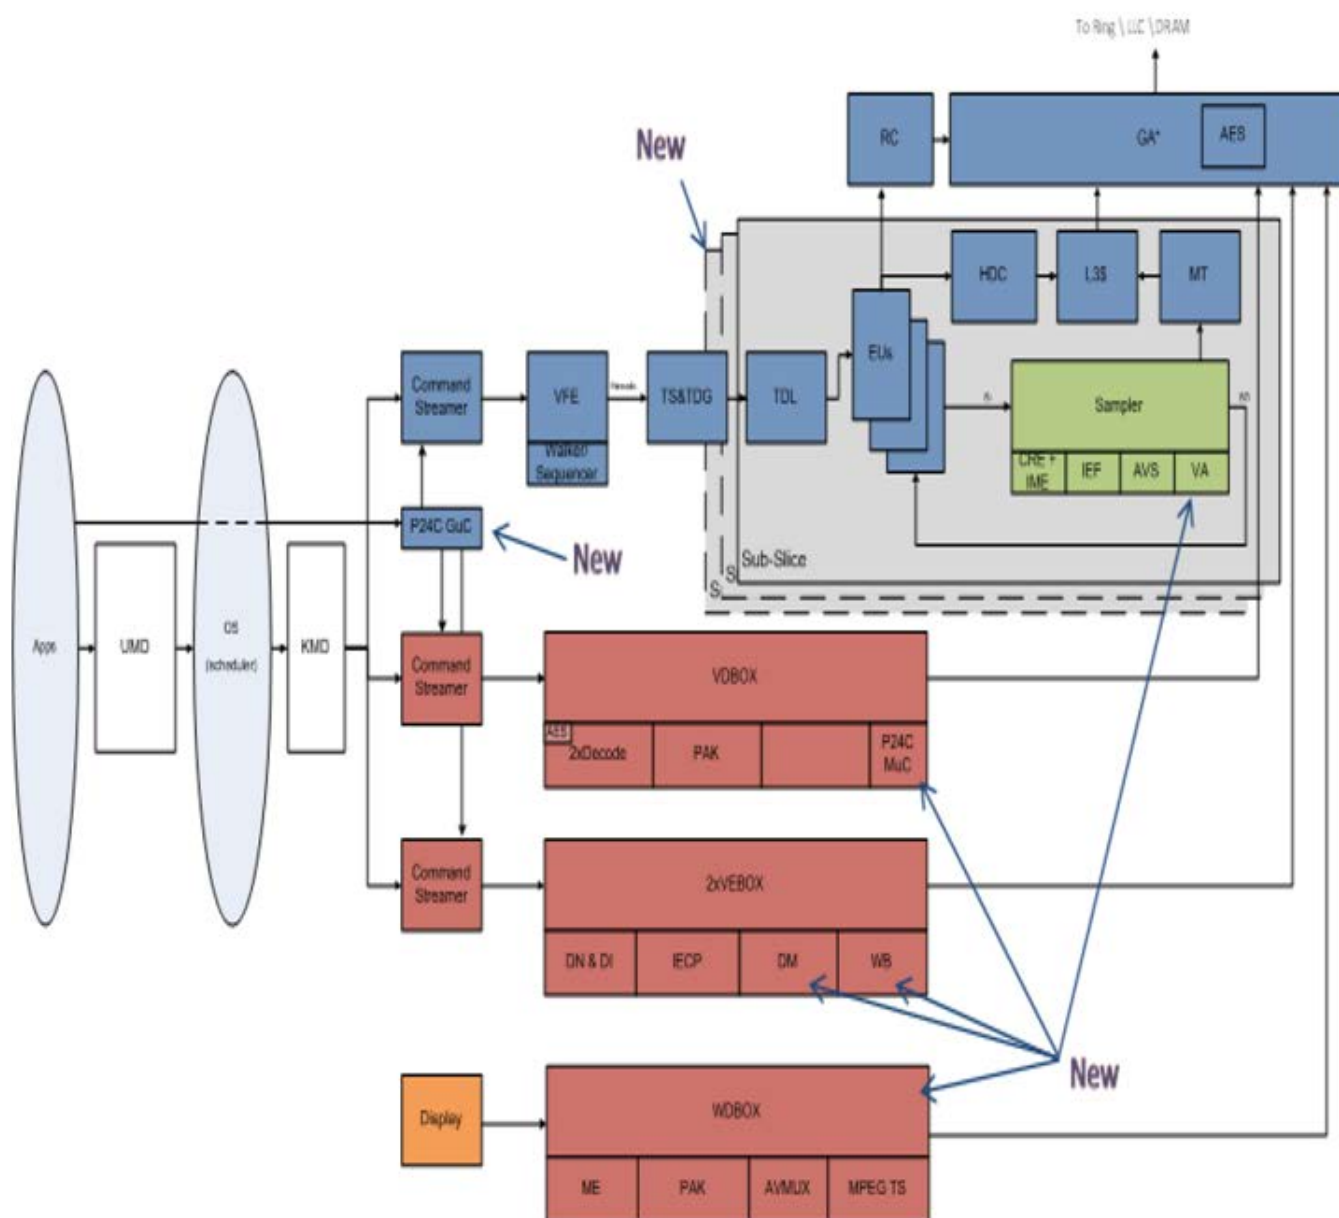 To Ring \ LLC \ DRAM
RC
GA*
AES
New
HDC
L3$
MT
EUs
Command
Streamer
VFE
Walker/
Sequencer
TS&TDG
TDL
Sampler
CRE +
IME
IEF
AVS
VA
P24C GuC
New
Sub-Slice
S
S
Apps
UMD
OS
(scheduler)
KMD
Command
Streamer
VDBOX
AES
2xDecode
PAK
P24C
MuC
Command
Streamer
2xVEBOX
DN & DI
IECP
DM
WB
New
Display
WDBOX
ME
PAK
AVMUX
MPEG TS